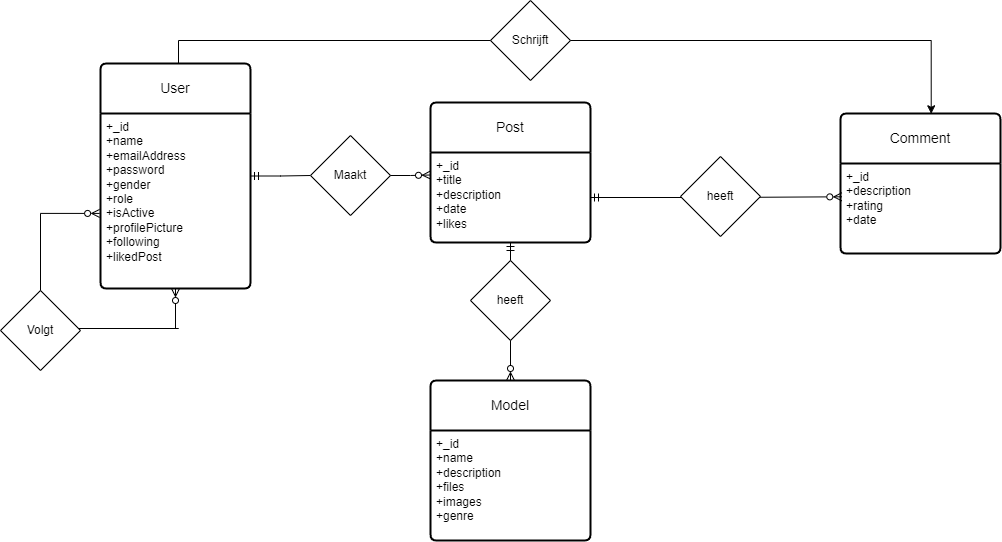 Schrijft
User
+_id
+name
+emailAddress
+password
+gender
+role
+isActive
+profilePicture
+following
+likedPost
Maakt
Post
+_id
+title
+description
+date
+likes
heeft
Comment
+_id
+description
+rating
+date
Volgt
heeft
Model
+_id
+name
+description
+files
+images
+genre